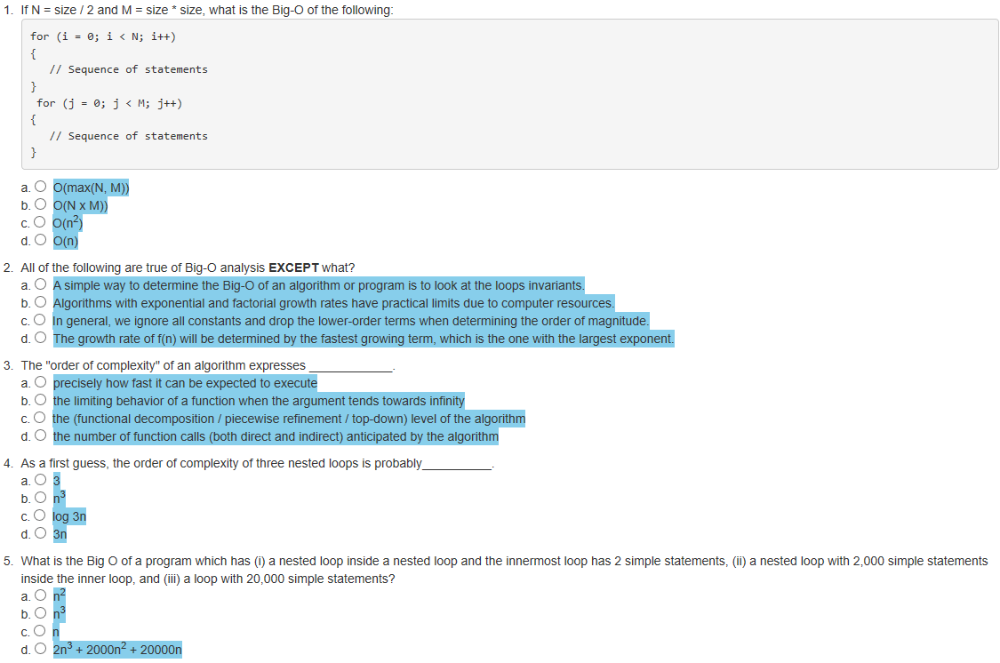 1. If N = size / 2 and M = size * size, what is the Big-O of the following:
for (i = 0; i < N; i++)
{
// Sequence of statements
}
for (j = 0; j < M; j++)
{
// Sequence of statements
}
a. O(max(N, M))
b. O(N x M))
c. O(n²)
d. O(n)
2. All of the following are true of Big-O analysis EXCEPT what?
a. A simple way to determine the Big-O of an algorithm or program is to look at the loops invariants.
b. Algorithms with exponential and factorial growth rates have practical limits due to computer resources.
c. In general, we ignore all constants and drop the lower-order terms when determining the order of magnitude.
d. The growth rate of f(n) will be determined by the fastest growing term, which is the one with the largest exponent.
3. The "order of complexity" of an algorithm expresses ____________.
a. precisely how fast it can be expected to execute
b. the limiting behavior of a function when the argument tends towards infinity
c. the (functional decomposition / piecewise refinement / top-down) level of the algorithm
d. the number of function calls (both direct and indirect) anticipated by the algorithm
4. As a first guess, the order of complexity of three nested loops is probably__________.
a. 3
b. n³
c. log 3n
d. 3n
5. What is the Big O of a program which has (i) a nested loop inside a nested loop and the innermost loop has 2 simple statements, (ii) a nested loop with 2,000 simple statements
inside the inner loop, and (iii) a loop with 20,000 simple statements?
a. n²
b. n³
c. n
d. 2n³ + 2000n² + 20000n